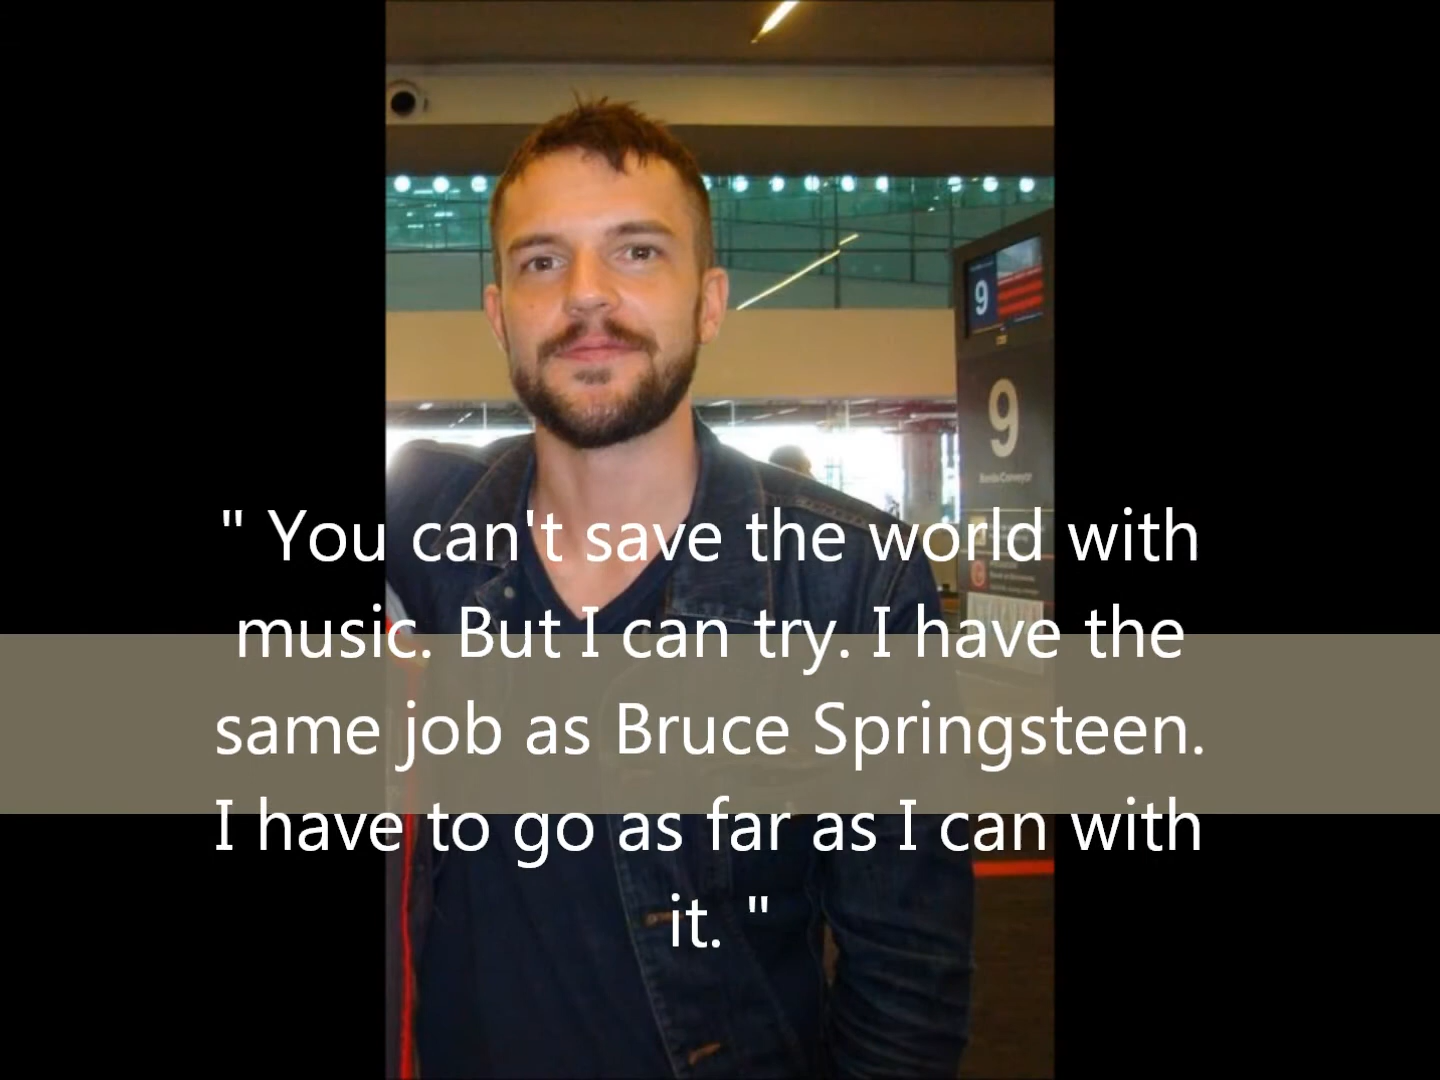 9
9
" You can't save the world with
music. But I can try. I have the
same job as Bruce Springsteen.
I have to go as far as I can with
it. "